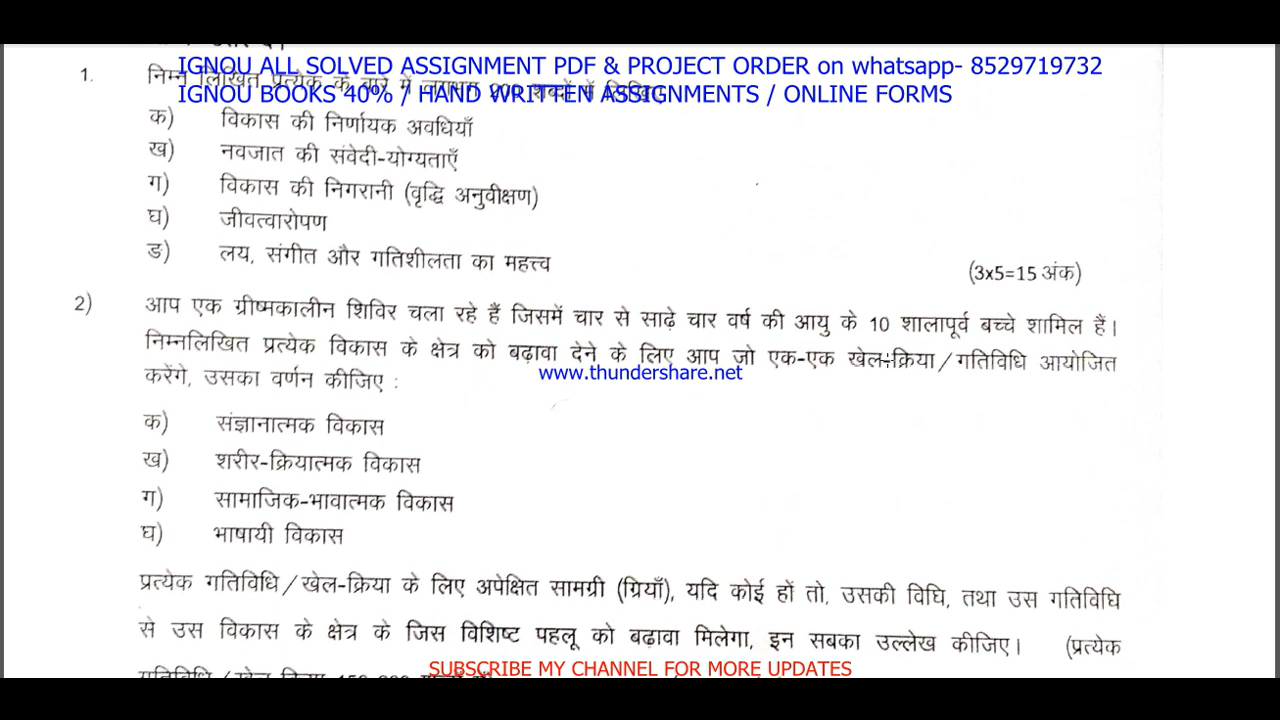 IGNOU ALL SOLVED ASSIGNMENT PDF & PROJECT ORDER on whatsapp- 8529719732
1. निम्न लिखित प्रत्येक के बारे में लगभग 200 शब्दों में
IGNOU BOOKS 40% / HAND WRITTEN ASSIGNMENTS / ONLINE FORMS
क) विकास की निर्णायक अवधियाँ
ख) नवजात की संवेदी-योग्यताएँ
ग) विकास की निगरानी (वृद्धि अनुवीक्षण)
घ) जीवत्वारोपण
ङ) लय, संगीत और गतिशीलता का महत्त्व
(3x5=15 अंक)
2) आप एक ग्रीष्मकालीन शिविर चला रहे हैं जिसमें चार से साढ़े चार वर्ष की आयु के 10 शालापूर्व बच्चे शामिल हैं।
निम्नलिखित प्रत्येक विकास के क्षेत्र को बढ़ावा देने के लिए आप जो एक-एक खेल-क्रिया/गतिविधि आयोजित
www.thundershare.net
करेंगे, उसका वर्णन कीजिए :
क) संज्ञानात्मक विकास
ख) शरीर-क्रियात्मक विकास
ग) सामाजिक-भावात्मक विकास
घ) भाषायी विकास
प्रत्येक गतिविधि/खेल-क्रिया के लिए अपेक्षित सामग्री (ग्रियाँ), यदि कोई हों तो, उसकी विधि, तथा उस गतिविधि
से उस विकास के क्षेत्र के जिस विशिष्ट पहलू को बढ़ावा मिलेगा, इन सबका उल्लेख कीजिए। (प्रत्येक
SUBSCRIBE MY CHANNEL FOR MORE UPDATES